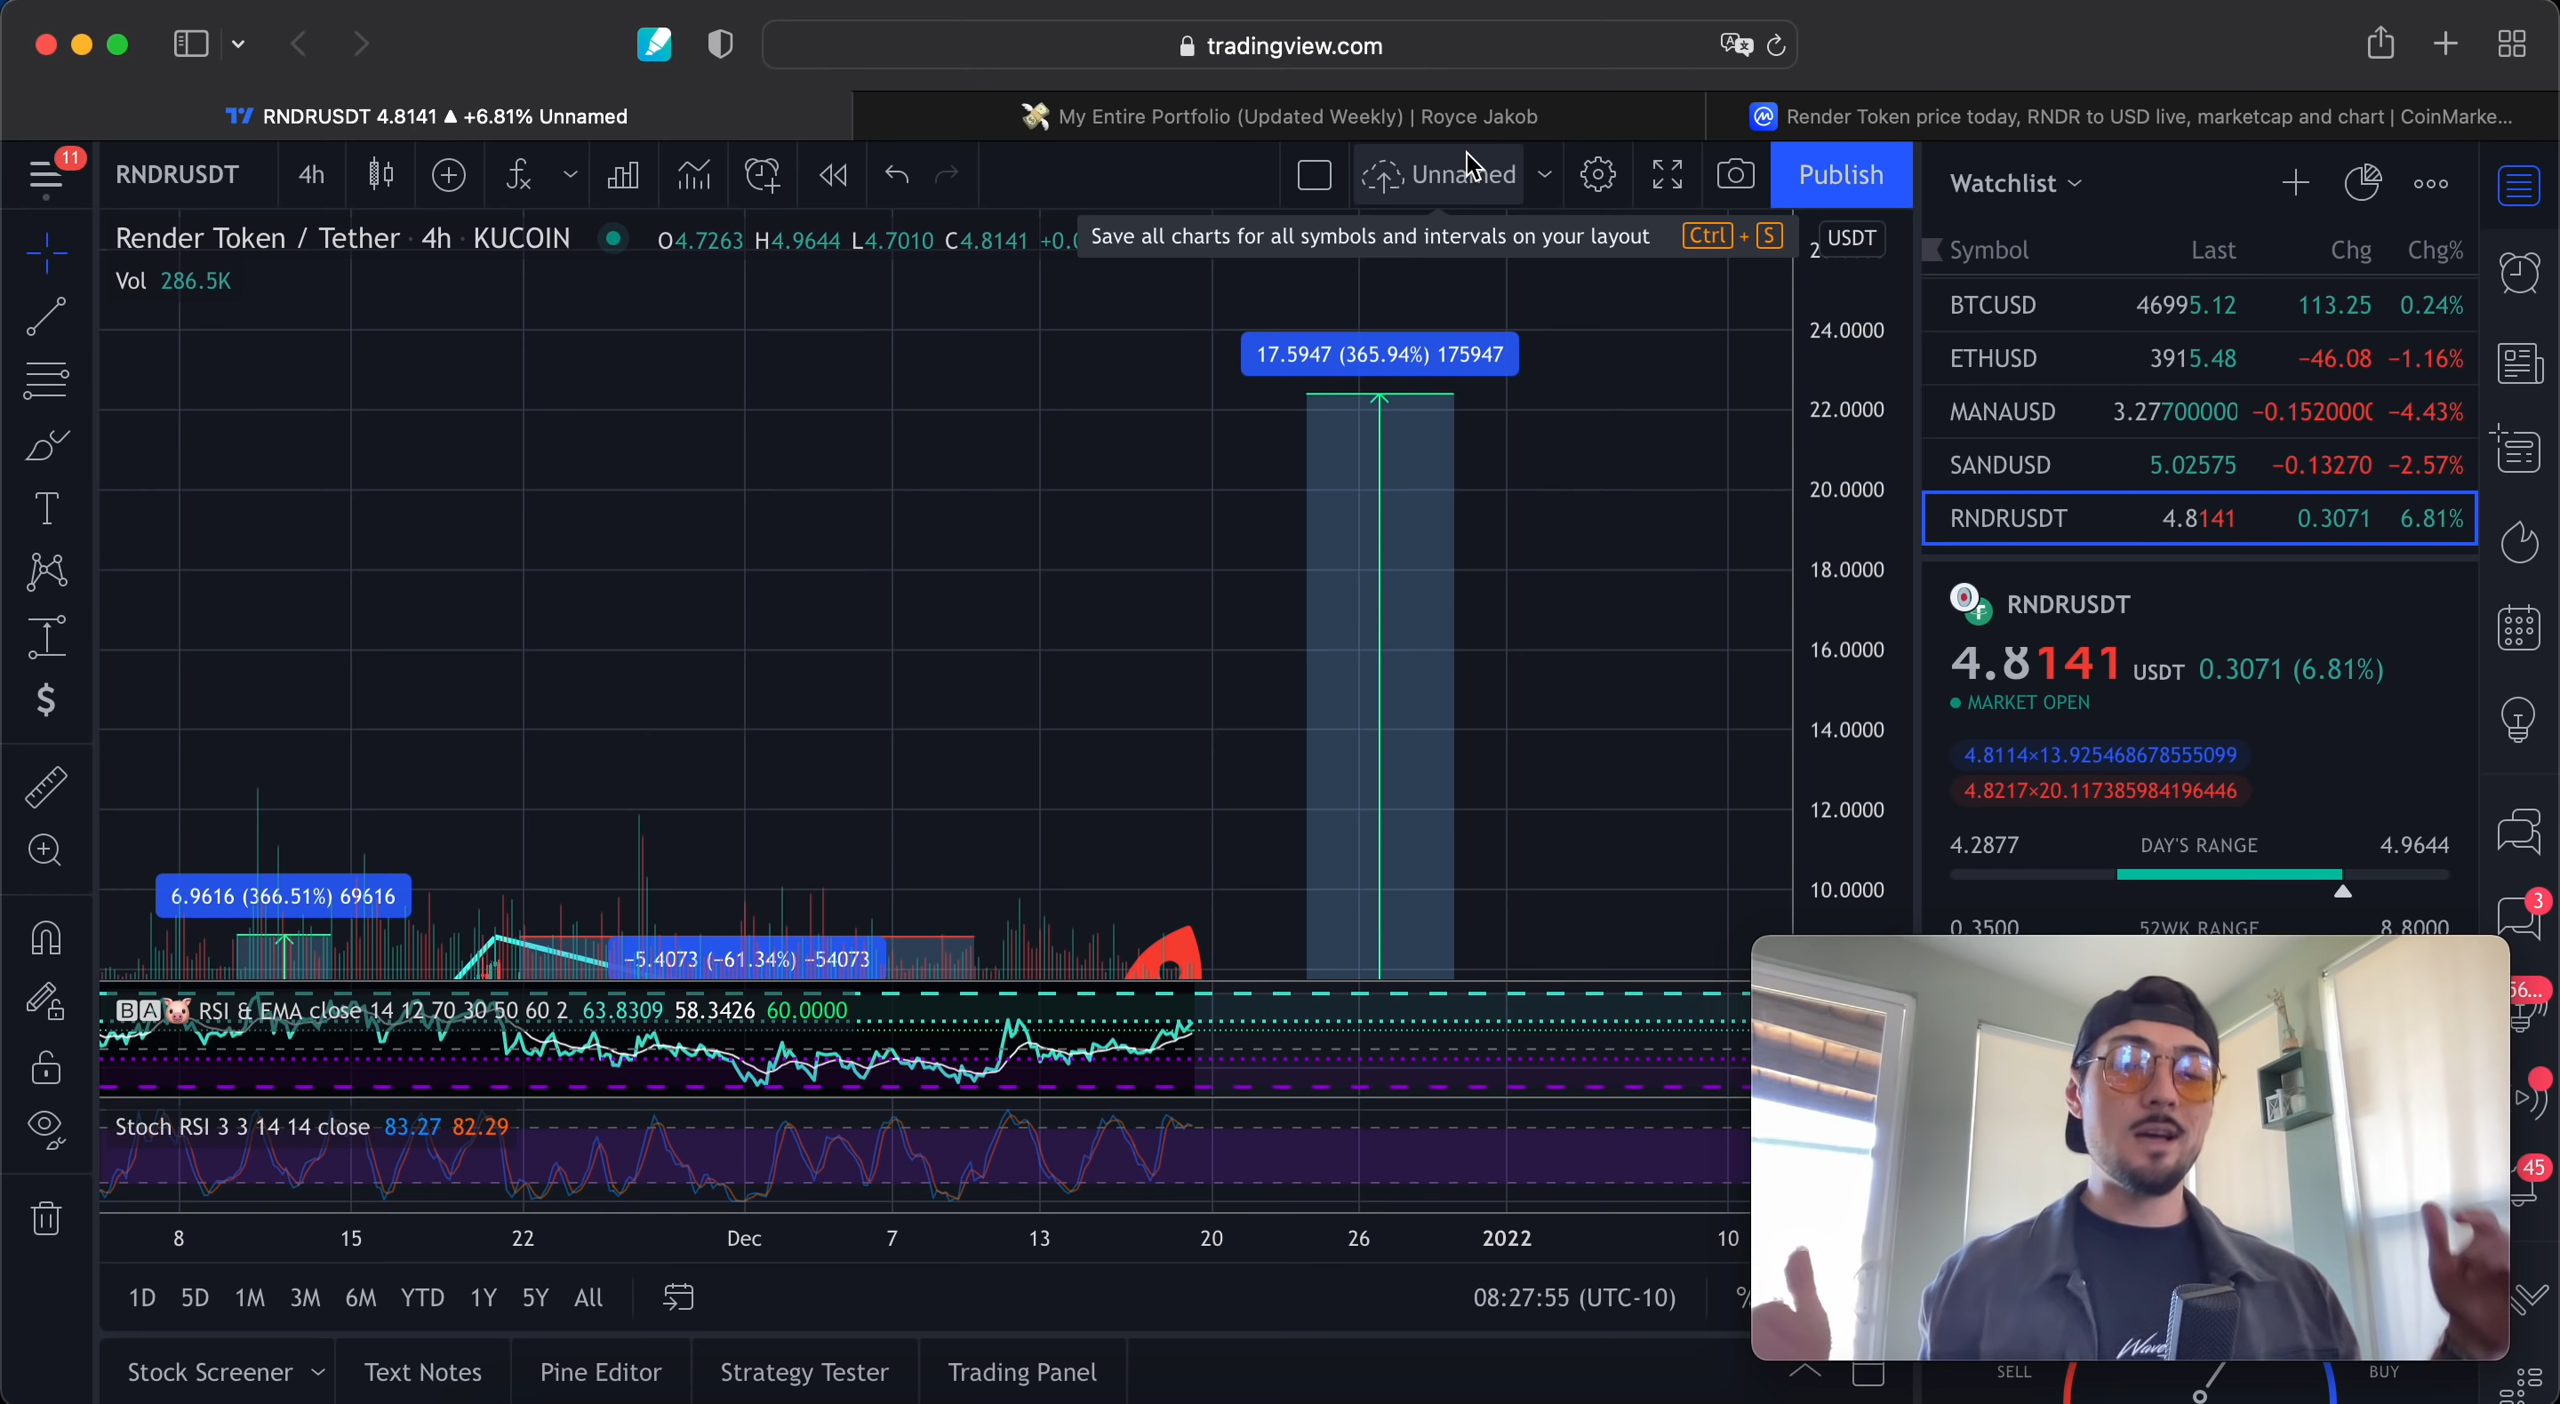 tradingview.com
RNDRUSDT 4.8141 ▲ +6.81% Unnamed
My Entire Portfolio (Updated Weekly) | Royce Jakob
Render Token price today, RNDR to USD live, marketcap and chart | CoinMarke...
11
RNDRUSDT
4h
Unnamed
Publish
Watchlist
Render Token / Tether · 4h · KUCOIN
O4.7263 H4.9644 L4.7010 C4.8141
Save all charts for all symbols and intervals on your layout Ctrl + S
USDT
Vol 286.5K
Symbol Last Chg Chg%
BTCUSD 46995.12 113.25 0.24%
ETHUSD 3915.48 −46.08 −1.16%
MANAUSD 3.27700000 −0.1520000 −4.43%
SANDUSD 5.02575 −0.13270 −2.57%
RNDRUSDT 4.8141 0.3071 6.81%
17.5947 (365.94%) 175947
24.0000
22.0000
20.0000
18.0000
16.0000
14.0000
12.0000
10.0000
RNDRUSDT
4.8141 USDT 0.3071 (6.81%)
MARKET OPEN
4.8114×13.925468678555099
4.8217×20.117385984196446
4.2877 DAY'S RANGE 4.9644
0.3500 52WK RANGE 8.8000
6.9616 (366.51%) 69616
−5.4073 (−61.34%) −54073
B A RSI & EMA close 14 12 70 30 50 60 2 63.8309 58.3426 60.0000
Stoch RSI 3 3 14 14 close 83.27 82.29
8 15 22 Dec 7 13 20 26 2022 10
1D 5D 1M 3M 6M YTD 1Y 5Y All
08:27:55 (UTC-10)
%
3
56...
45
Stock Screener
Text Notes
Pine Editor
Strategy Tester
Trading Panel
SELL
BUY